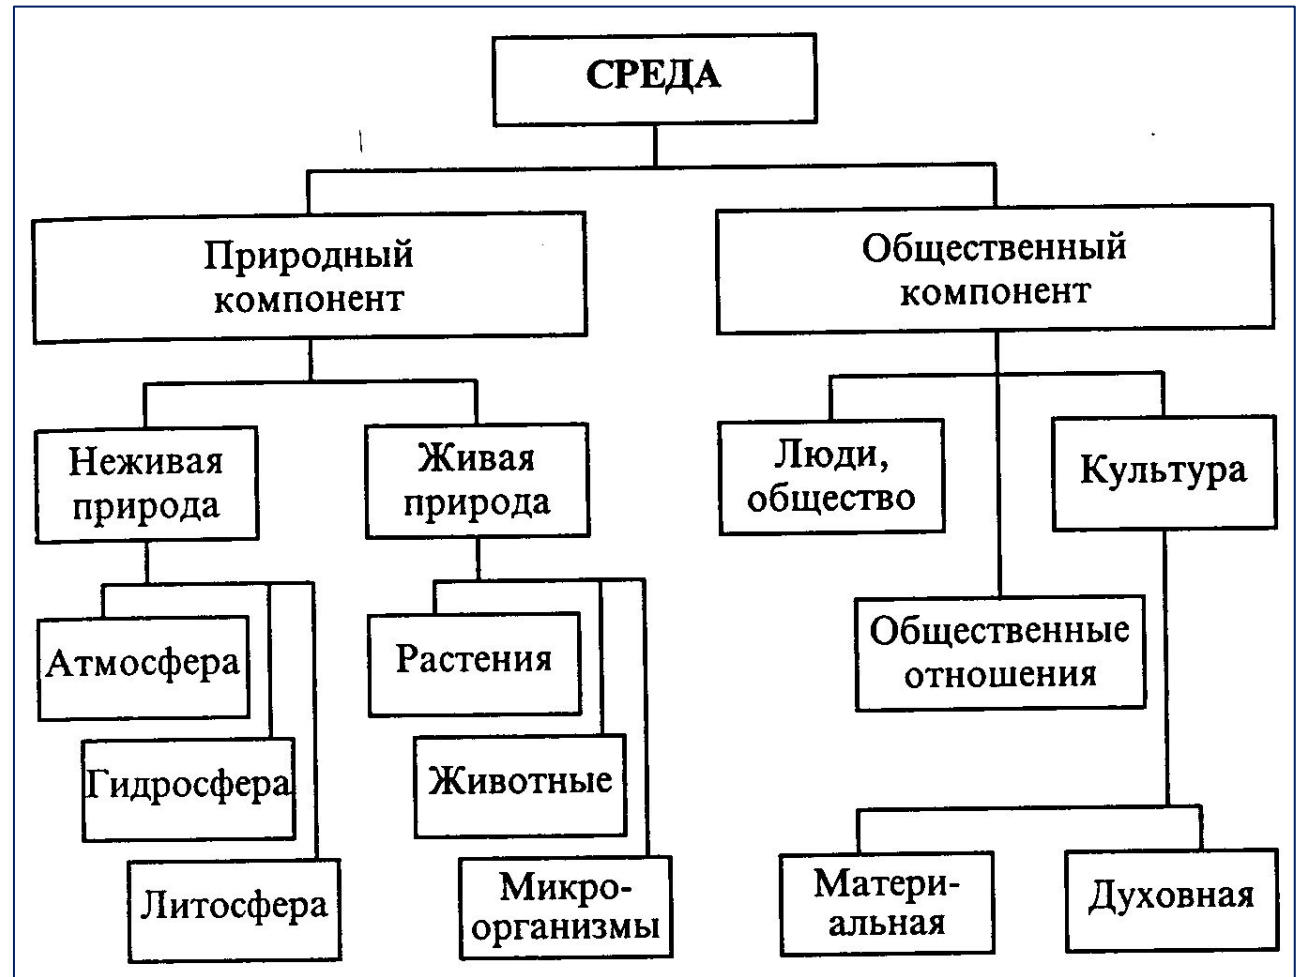 СРЕДА
Природный
компонент
Общественный
компонент
Неживая
природа
Живая
природа
Люди,
общество
Культура
Общественные
отношения
Атмосфера
Растения
Гидросфера
Животные
Литосфера
Микро-
организмы
Матери-
альная
Духовная